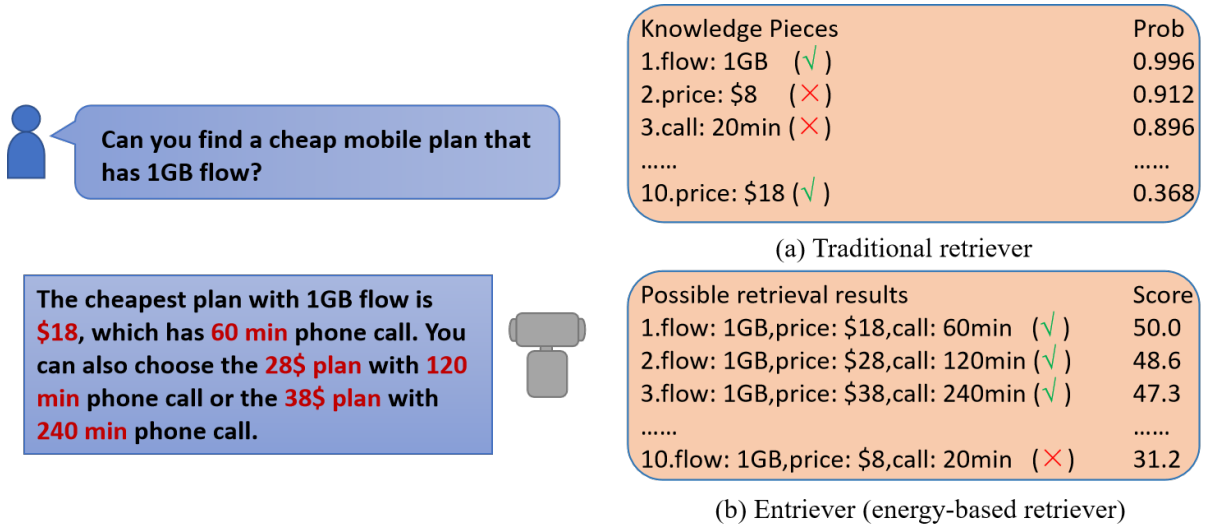 Can you find a cheap mobile plan that
has 1GB flow?
The cheapest plan with 1GB flow is
$18, which has 60 min phone call. You
can also choose the 28$ plan with 120
min phone call or the 38$ plan with
240 min phone call.
Knowledge Pieces Prob
1.flow: 1GB (√) 0.996
2.price: $8 (×) 0.912
3.call: 20min (×) 0.896
...... ......
10.price: $18 (√) 0.368
(a) Traditional retriever
Possible retrieval results Score
1.flow: 1GB,price: $18,call: 60min (√) 50.0
2.flow: 1GB,price: $28,call: 120min (√) 48.6
3.flow: 1GB,price: $38,call: 240min (√) 47.3
...... ......
10.flow: 1GB,price: $8,call: 20min (×) 31.2
(b) Entriever (energy-based retriever)